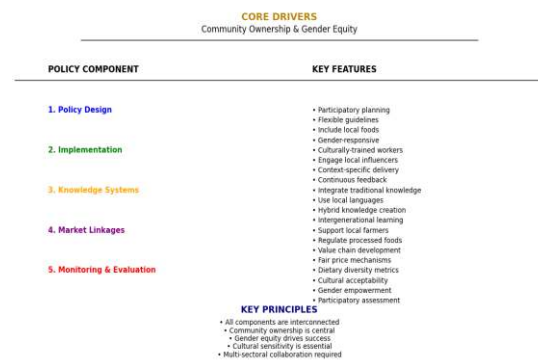 CORE DRIVERS
Community Ownership & Gender Equity
POLICY COMPONENT
KEY FEATURES
1. Policy Design
• Participatory planning
• Flexible guidelines
• Include local foods
• Gender-responsive
2. Implementation
• Culturally-trained workers
• Engage local influencers
• Context-specific delivery
• Continuous feedback
3. Knowledge Systems
• Integrate traditional knowledge
• Use local languages
• Hybrid knowledge creation
• Intergenerational learning
4. Market Linkages
• Support local farmers
• Regulate processed foods
• Value chain development
• Fair price mechanisms
5. Monitoring & Evaluation
• Dietary diversity metrics
• Cultural acceptability
• Gender empowerment
• Participatory assessment
KEY PRINCIPLES
• All components are interconnected
• Community ownership is central
• Gender equity drives success
• Cultural sensitivity is essential
• Multi-sectoral collaboration required